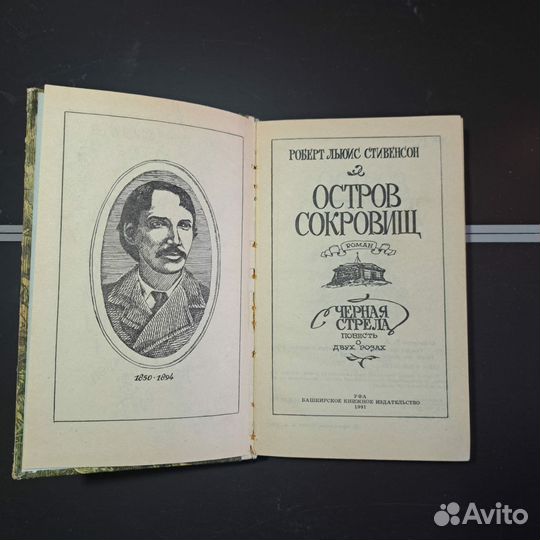 1850-1894
РОБЕРТ ЛЬЮИС СТИВЕНСОН
ОСТРОВ
СОКРОВИЩ
РОМАН
ЧЕРНАЯ
СТРЕЛА
ПОВЕСТЬ
О
ДВУХ РОЗАХ
УФА
БАШКИРСКОЕ КНИЖНОЕ ИЗДАТЕЛЬСТВО
1991
Avito